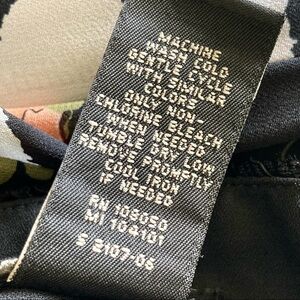 MACHINE
WASH COLD
GENTLE CYCLE
WITH SIMILAR
COLORS
ONLY NON-
CHLORINE BLEACH
WHEN NEEDED
TUMBLE DRY LOW
REMOVE PROMPTLY
COOL IRON
IF NEEDED
RN 109050
MI 104101
S 2107-06